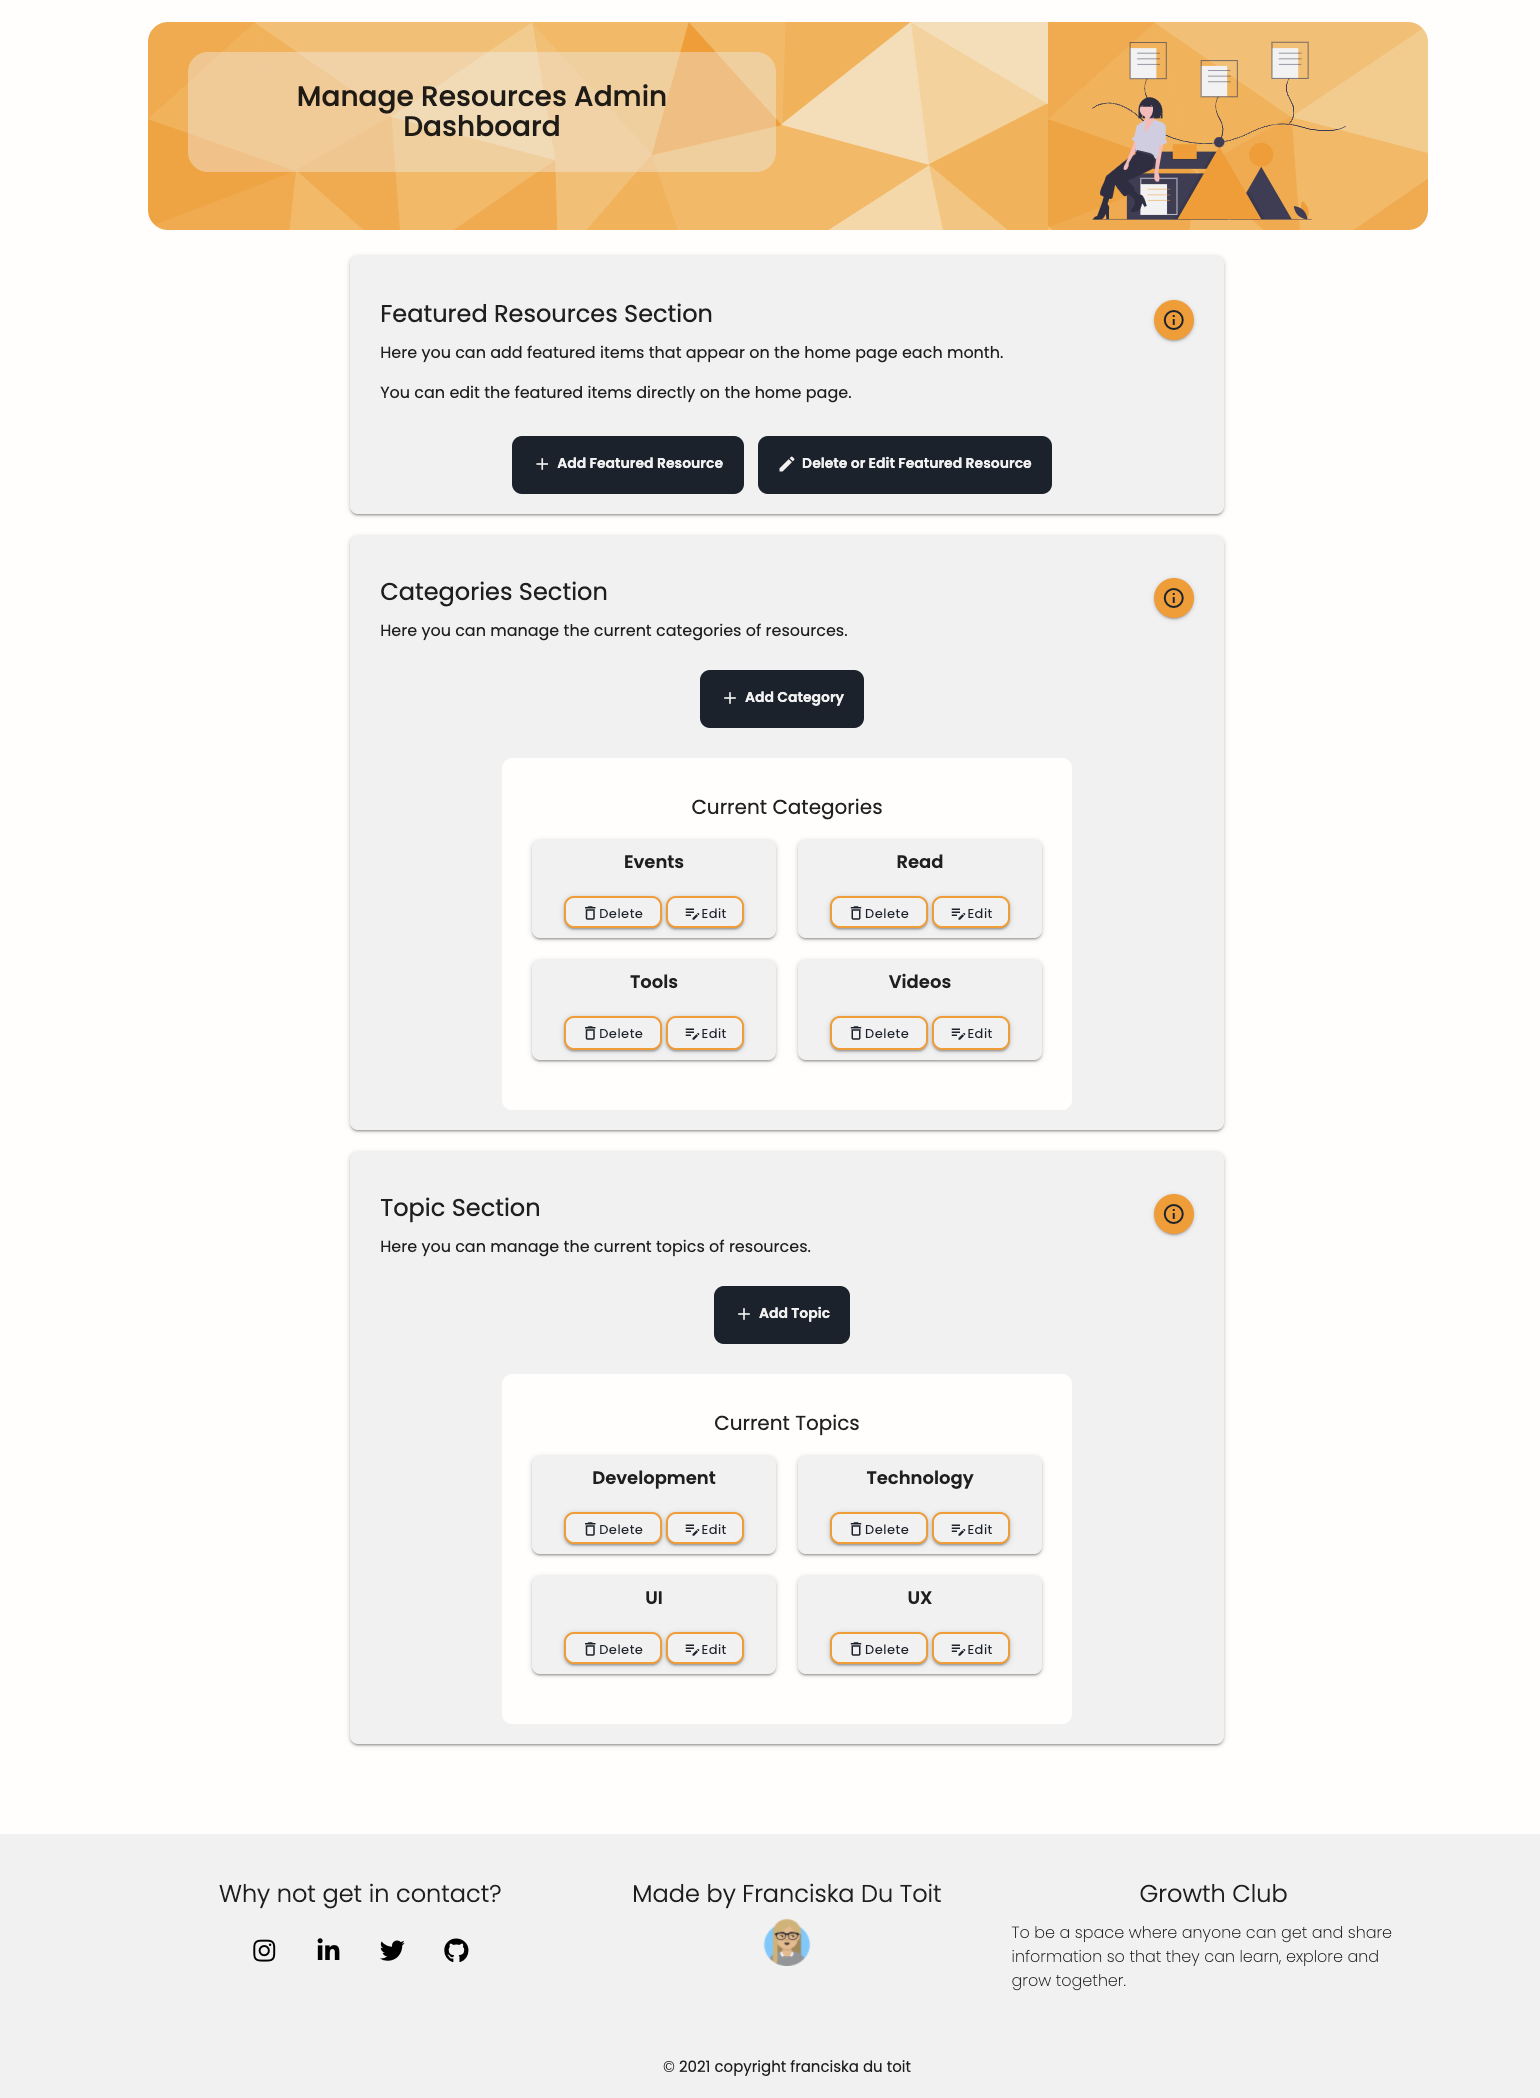 Manage Resources Admin
Dashboard
Featured Resources Section
Here you can add featured items that appear on the home page each month.
You can edit the featured items directly on the home page.
Add Featured Resource
Delete or Edit Featured Resource
Categories Section
Here you can manage the current categories of resources.
Add Category
Current Categories
Events
Delete Edit
Read
Delete Edit
Tools
Delete Edit
Videos
Delete Edit
Topic Section
Here you can manage the current topics of resources.
Add Topic
Current Topics
Development
Delete Edit
Technology
Delete Edit
UI
Delete Edit
UX
Delete Edit
Why not get in contact?
Made by Franciska Du Toit
Growth Club
To be a space where anyone can get and share
information so that they can learn, explore and
grow together.
© 2021 copyright franciska du toit